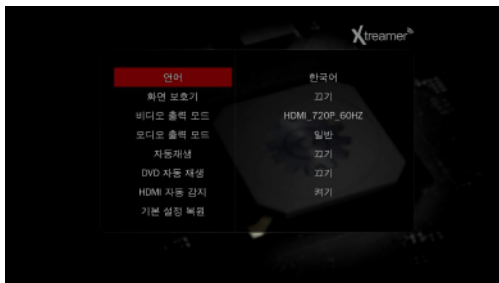 Xtreamer
언어 한국어
화면 보호기 끄기
비디오 출력 모드 HDMI_720P_60HZ
오디오 출력 모드 일반
자동재생 끄기
DVD 자동 재생 끄기
HDMI 자동 감지 켜기
기본 설정 복원